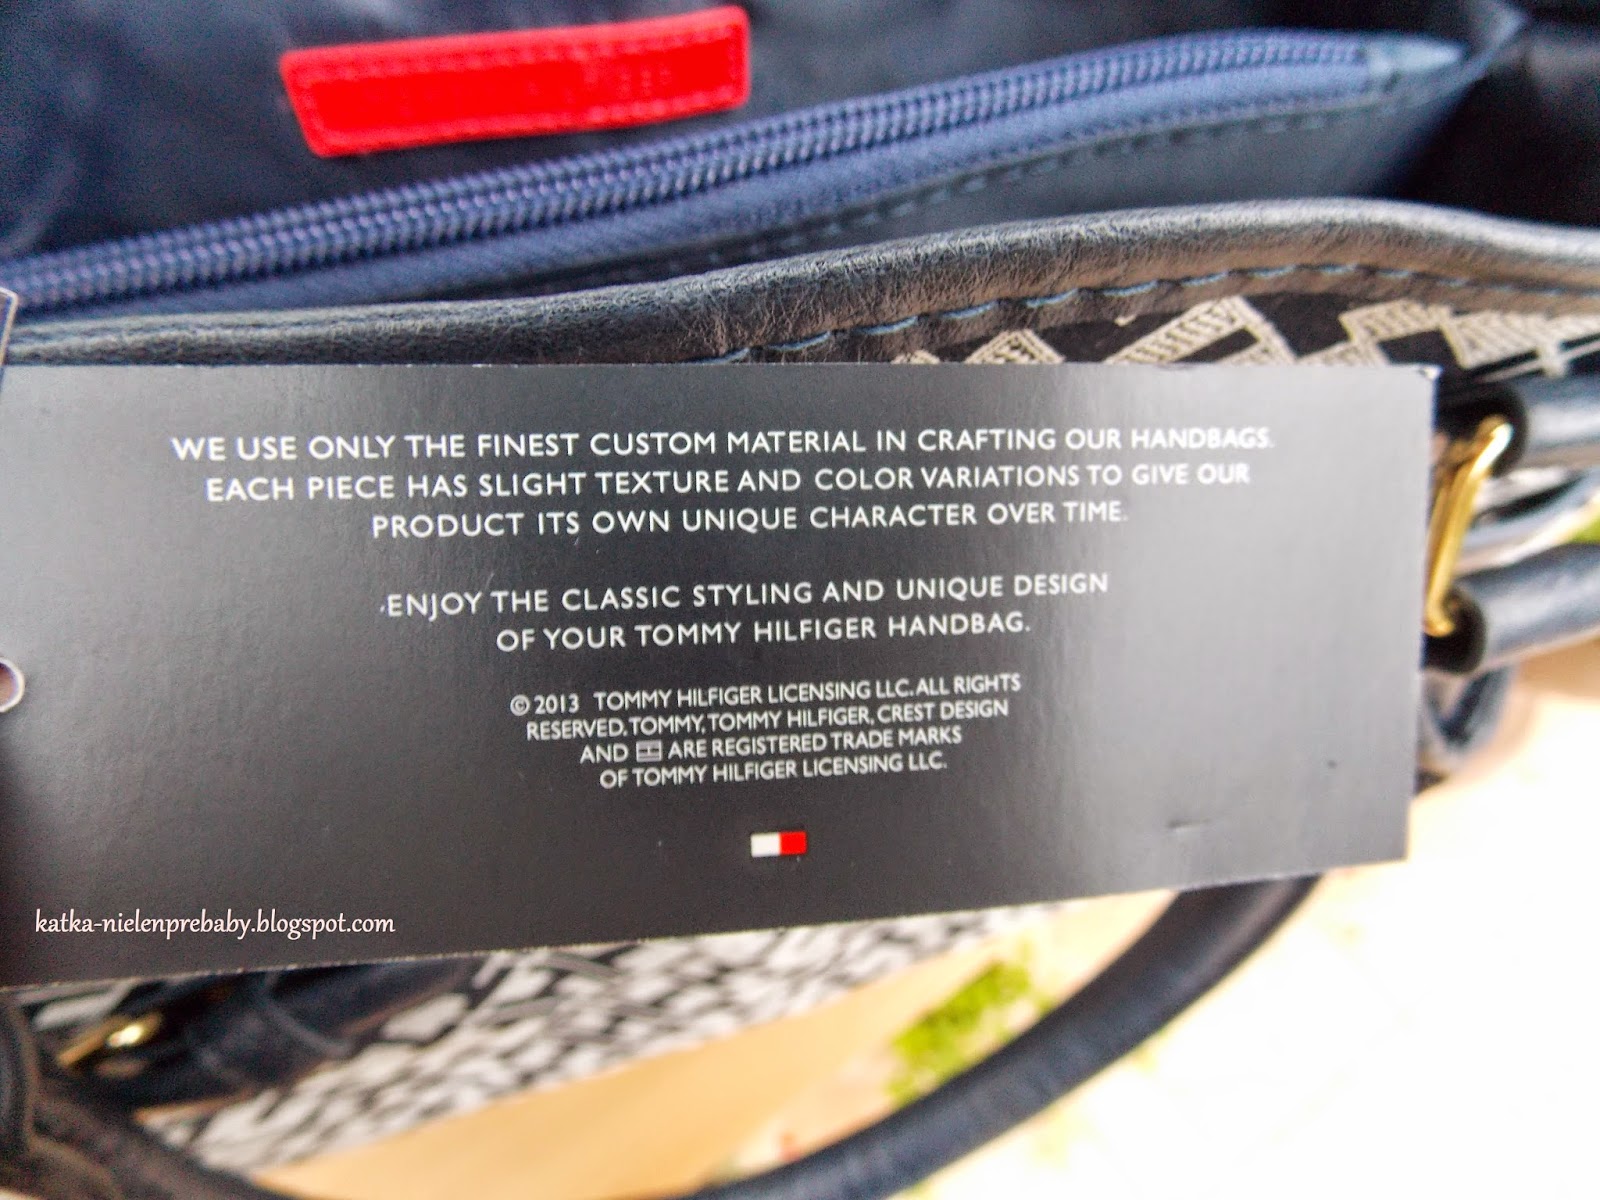 WE USE ONLY THE FINEST CUSTOM MATERIAL IN CRAFTING OUR HANDBAGS.
EACH PIECE HAS SLIGHT TEXTURE AND COLOR VARIATIONS TO GIVE OUR
PRODUCT ITS OWN UNIQUE CHARACTER OVER TIME.
ENJOY THE CLASSIC STYLING AND UNIQUE DESIGN
OF YOUR TOMMY HILFIGER HANDBAG.
© 2013 TOMMY HILFIGER LICENSING LLC. ALL RIGHTS
RESERVED. TOMMY, TOMMY HILFIGER, CREST DESIGN
AND ARE REGISTERED TRADE MARKS
OF TOMMY HILFIGER LICENSING LLC.
katka-nielenprebaby.blogspot.com